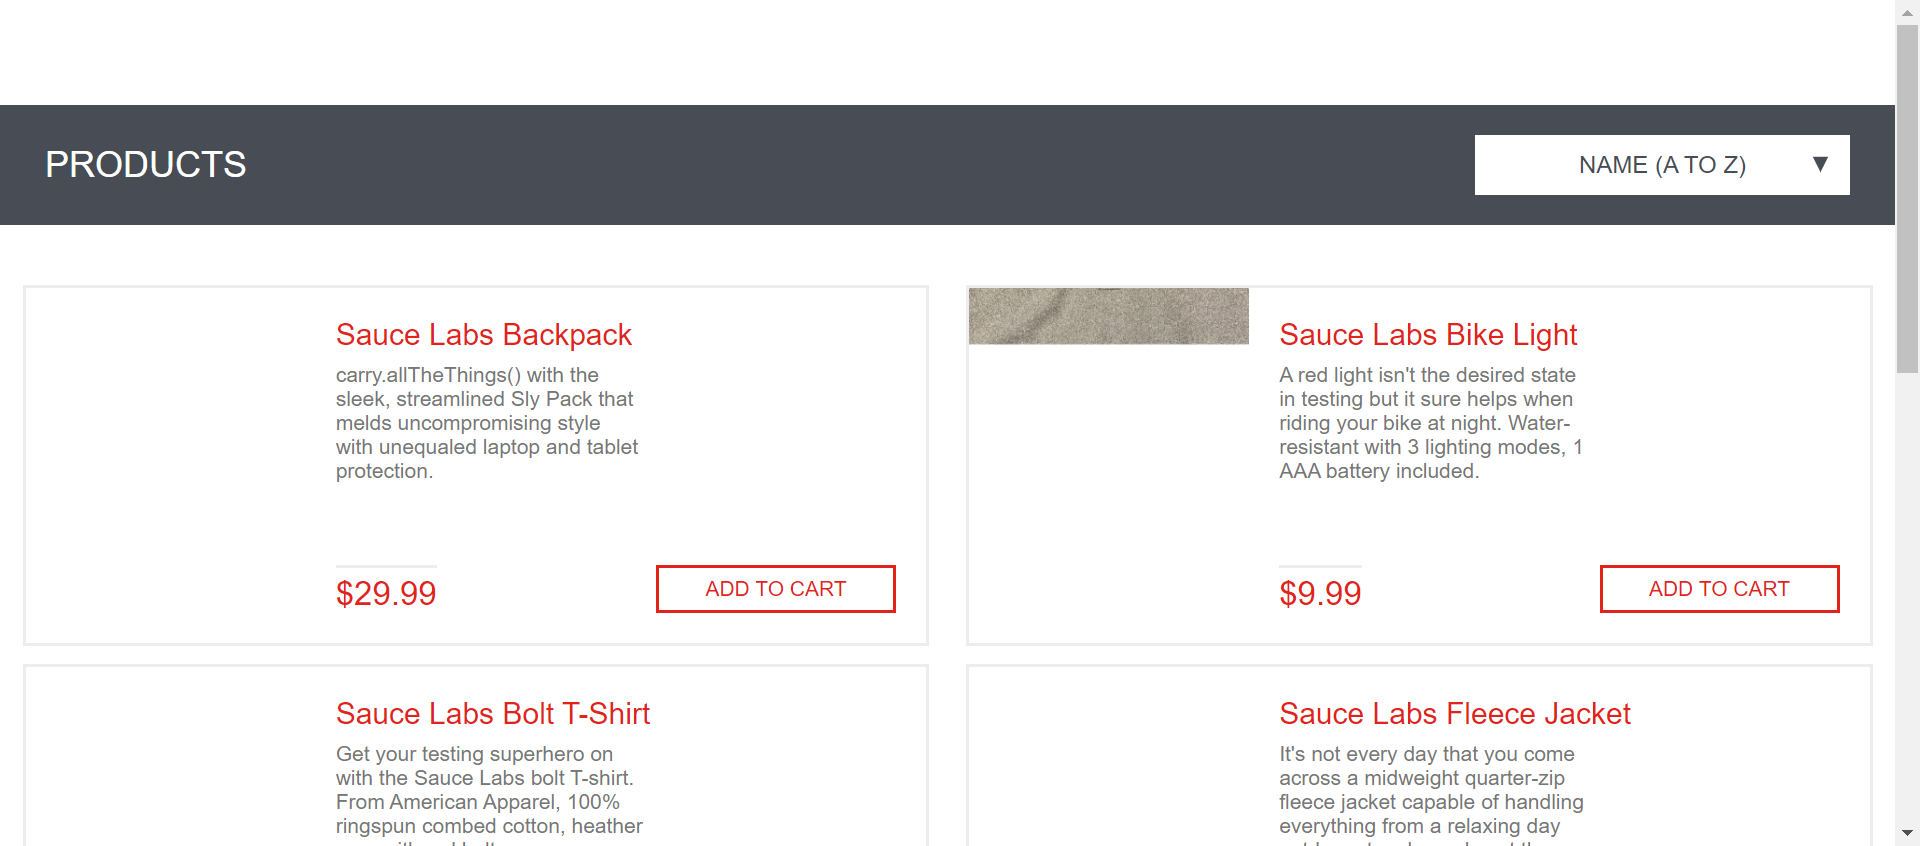 PRODUCTS
NAME (A TO Z)
Sauce Labs Backpack
carry.allTheThings() with the
sleek, streamlined Sly Pack that
melds uncompromising style
with unequaled laptop and tablet
protection.
$29.99
ADD TO CART
Sauce Labs Bike Light
A red light isn't the desired state
in testing but it sure helps when
riding your bike at night. Water-
resistant with 3 lighting modes, 1
AAA battery included.
$9.99
ADD TO CART
Sauce Labs Bolt T-Shirt
Get your testing superhero on
with the Sauce Labs bolt T-shirt.
From American Apparel, 100%
ringspun combed cotton, heather
Sauce Labs Fleece Jacket
It's not every day that you come
across a midweight quarter-zip
fleece jacket capable of handling
everything from a relaxing day